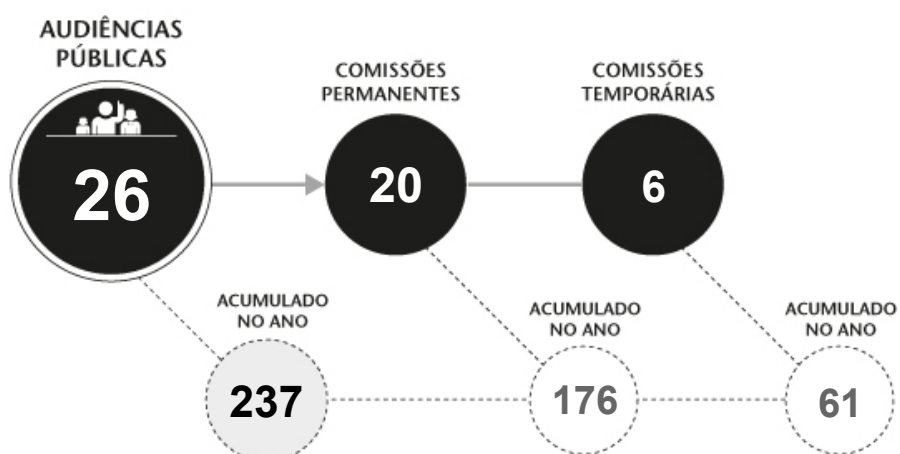 AUDIÊNCIAS
PÚBLICAS
26
COMISSÕES
PERMANENTES
20
COMISSÕES
TEMPORÁRIAS
6
ACUMULADO
NO ANO
237
ACUMULADO
NO ANO
176
ACUMULADO
NO ANO
61